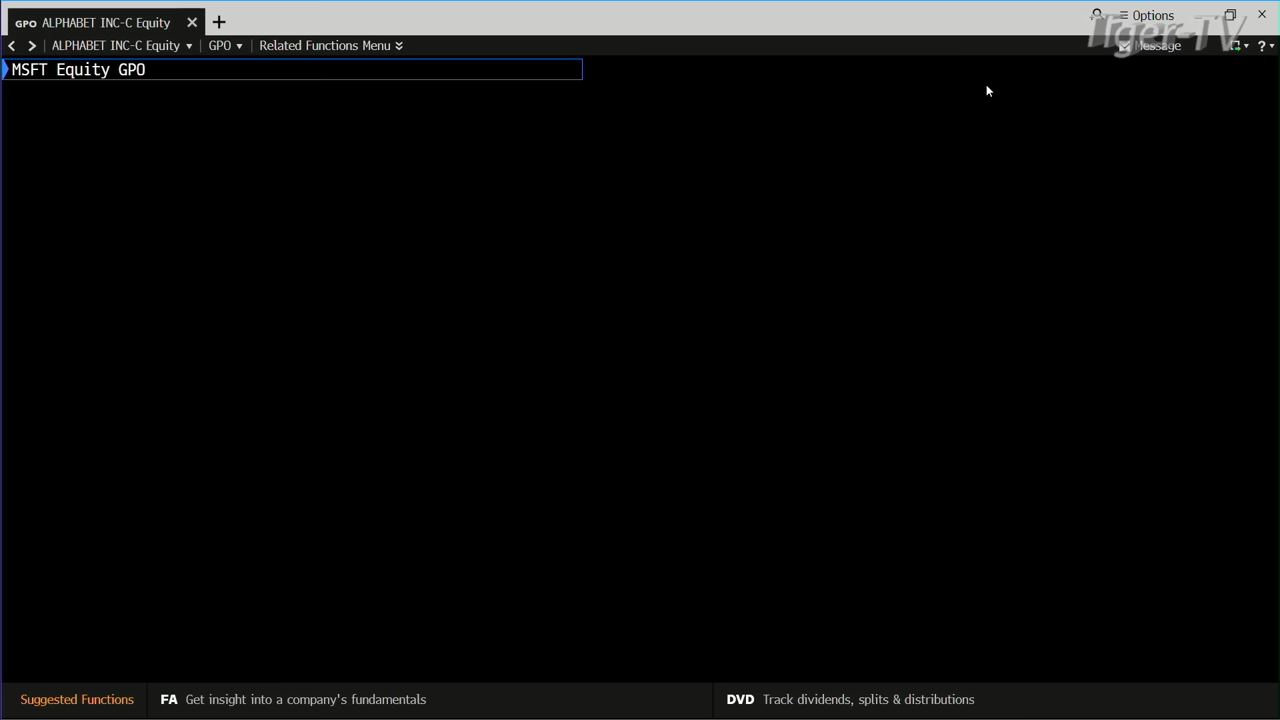 GPO ALPHABET INC-C Equity
Options
ALPHABET INC-C Equity GPO Related Functions Menu
Message ?
Tiger-TV
MSFT Equity GPO
Suggested Functions FA Get insight into a company's fundamentals DVD Track dividends, splits & distributions